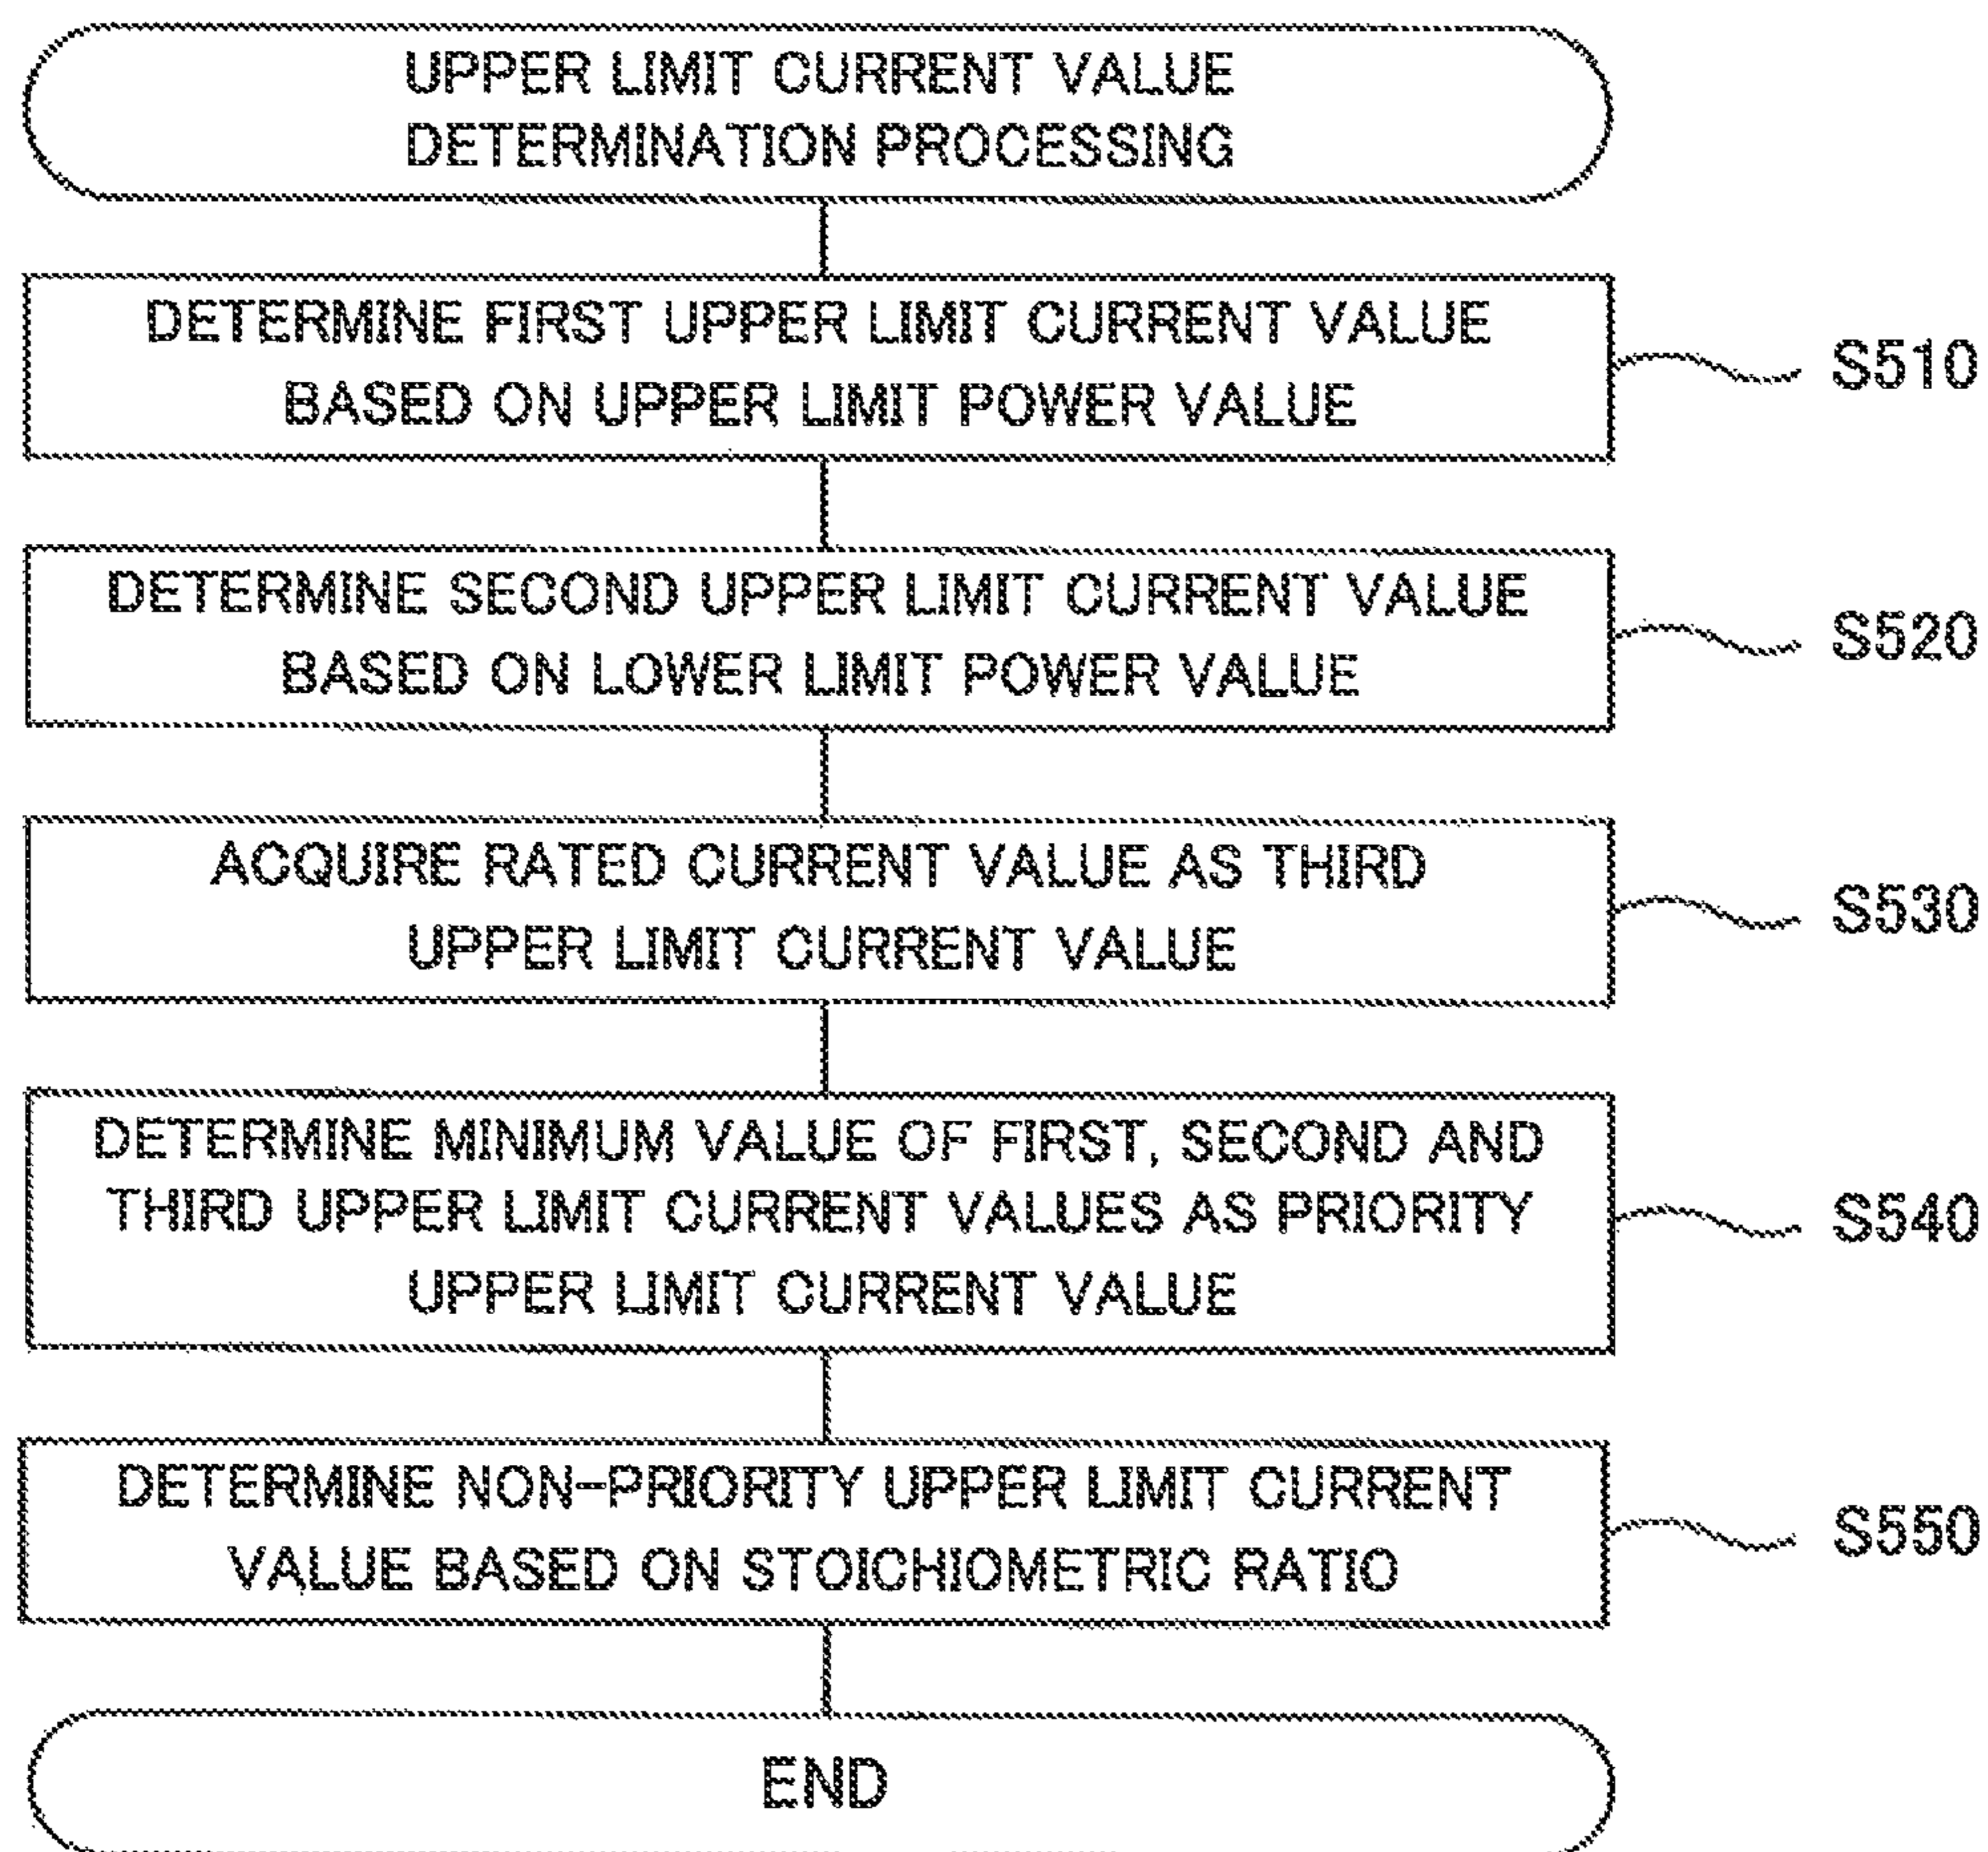 UPPER LIMIT CURRENT VALUE
DETERMINATION PROCESSING
DETERMINE FIRST UPPER LIMIT CURRENT VALUE
BASED ON UPPER LIMIT POWER VALUE
S510
DETERMINE SECOND UPPER LIMIT CURRENT VALUE
BASED ON LOWER LIMIT POWER VALUE
S520
ACQUIRE RATED CURRENT VALUE AS THIRD
UPPER LIMIT CURRENT VALUE
S530
DETERMINE MINIMUM VALUE OF FIRST, SECOND AND
THIRD UPPER LIMIT CURRENT VALUES AS PRIORITY
UPPER LIMIT CURRENT VALUE
S540
DETERMINE NON-PRIORITY UPPER LIMIT CURRENT
VALUE BASED ON STOICHIOMETRIC RATIO
S550
END